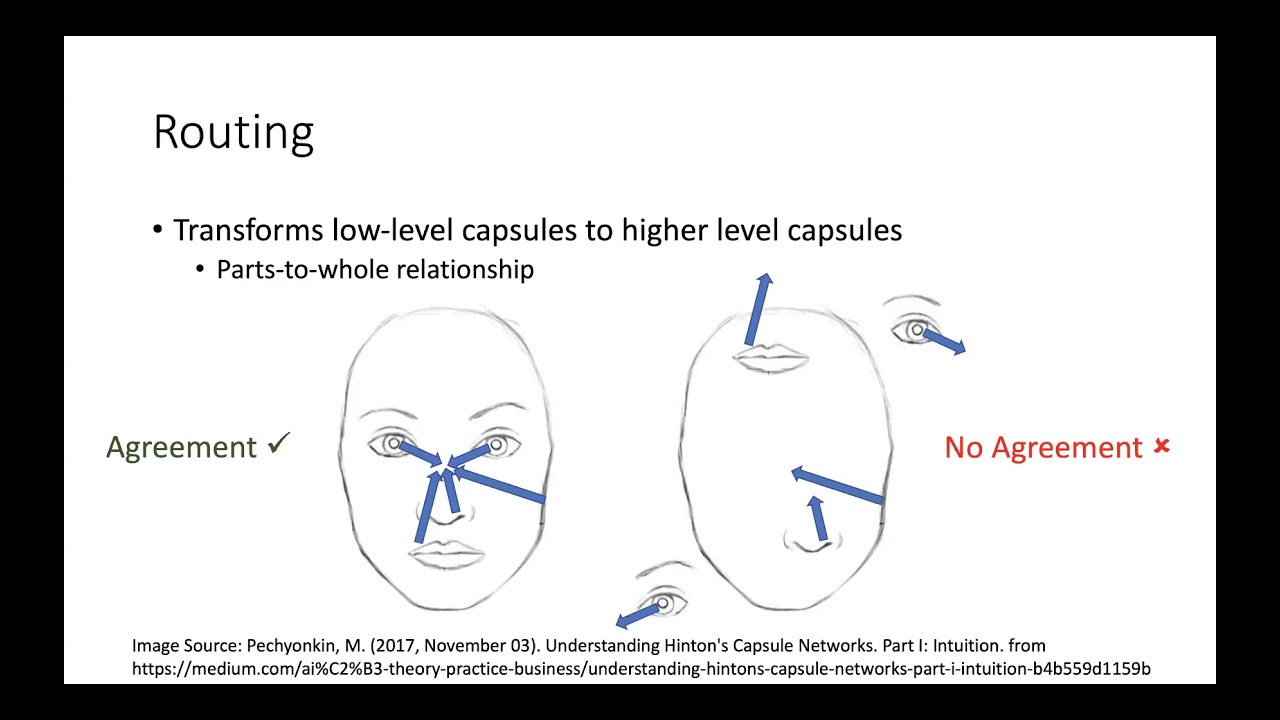 Routing
• Transforms low-level capsules to higher level capsules
• Parts-to-whole relationship
Agreement ✓
No Agreement ✘
Image Source: Pechyonkin, M. (2017, November 03). Understanding Hinton's Capsule Networks. Part I: Intuition. from
https://medium.com/ai%C2%B3-theory-practice-business/understanding-hintons-capsule-networks-part-i-intuition-b4b559d1159b